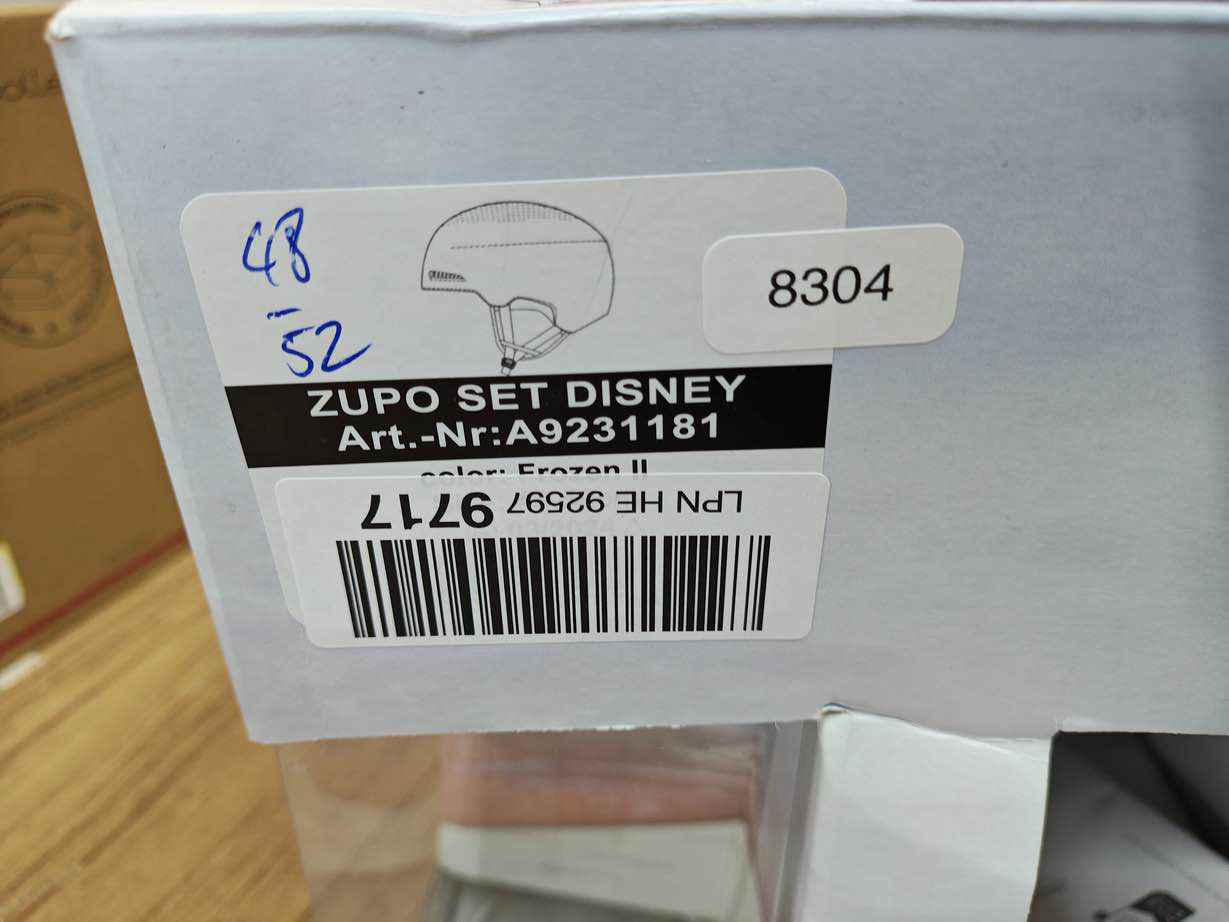 48
-
52
8304
ZUPO SET DISNEY
Art.-Nr:A9231181
color: Frozen II
LPN HE 92597 9717